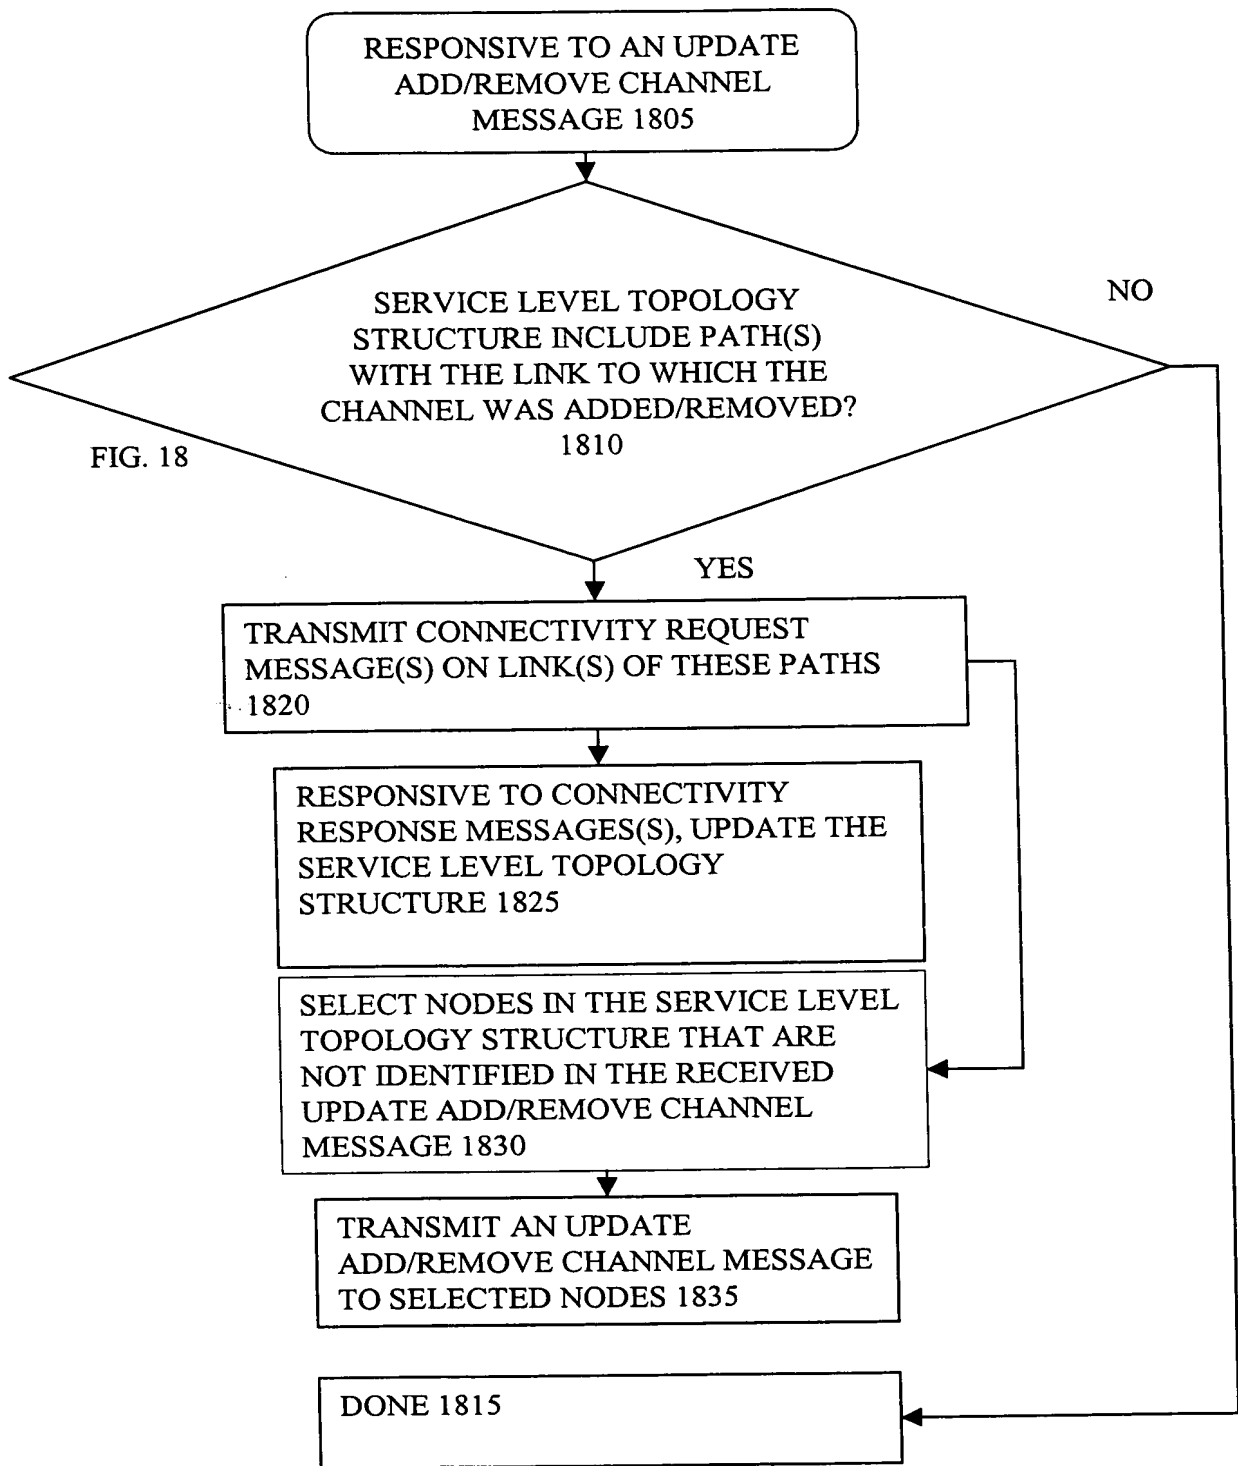 RESPONSIVE TO AN UPDATE
ADD/REMOVE CHANNEL
MESSAGE 1805
NO
SERVICE LEVEL TOPOLOGY
STRUCTURE INCLUDE PATH(S)
WITH THE LINK TO WHICH THE
CHANNEL WAS ADDED/REMOVED?
1810
FIG. 18
YES
TRANSMIT CONNECTIVITY REQUEST
MESSAGE(S) ON LINK(S) OF THESE PATHS
1820
RESPONSIVE TO CONNECTIVITY
RESPONSE MESSAGES(S), UPDATE THE
SERVICE LEVEL TOPOLOGY
STRUCTURE 1825
SELECT NODES IN THE SERVICE LEVEL
TOPOLOGY STRUCTURE THAT ARE
NOT IDENTIFIED IN THE RECEIVED
UPDATE ADD/REMOVE CHANNEL
MESSAGE 1830
TRANSMIT AN UPDATE
ADD/REMOVE CHANNEL MESSAGE
TO SELECTED NODES 1835
DONE 1815